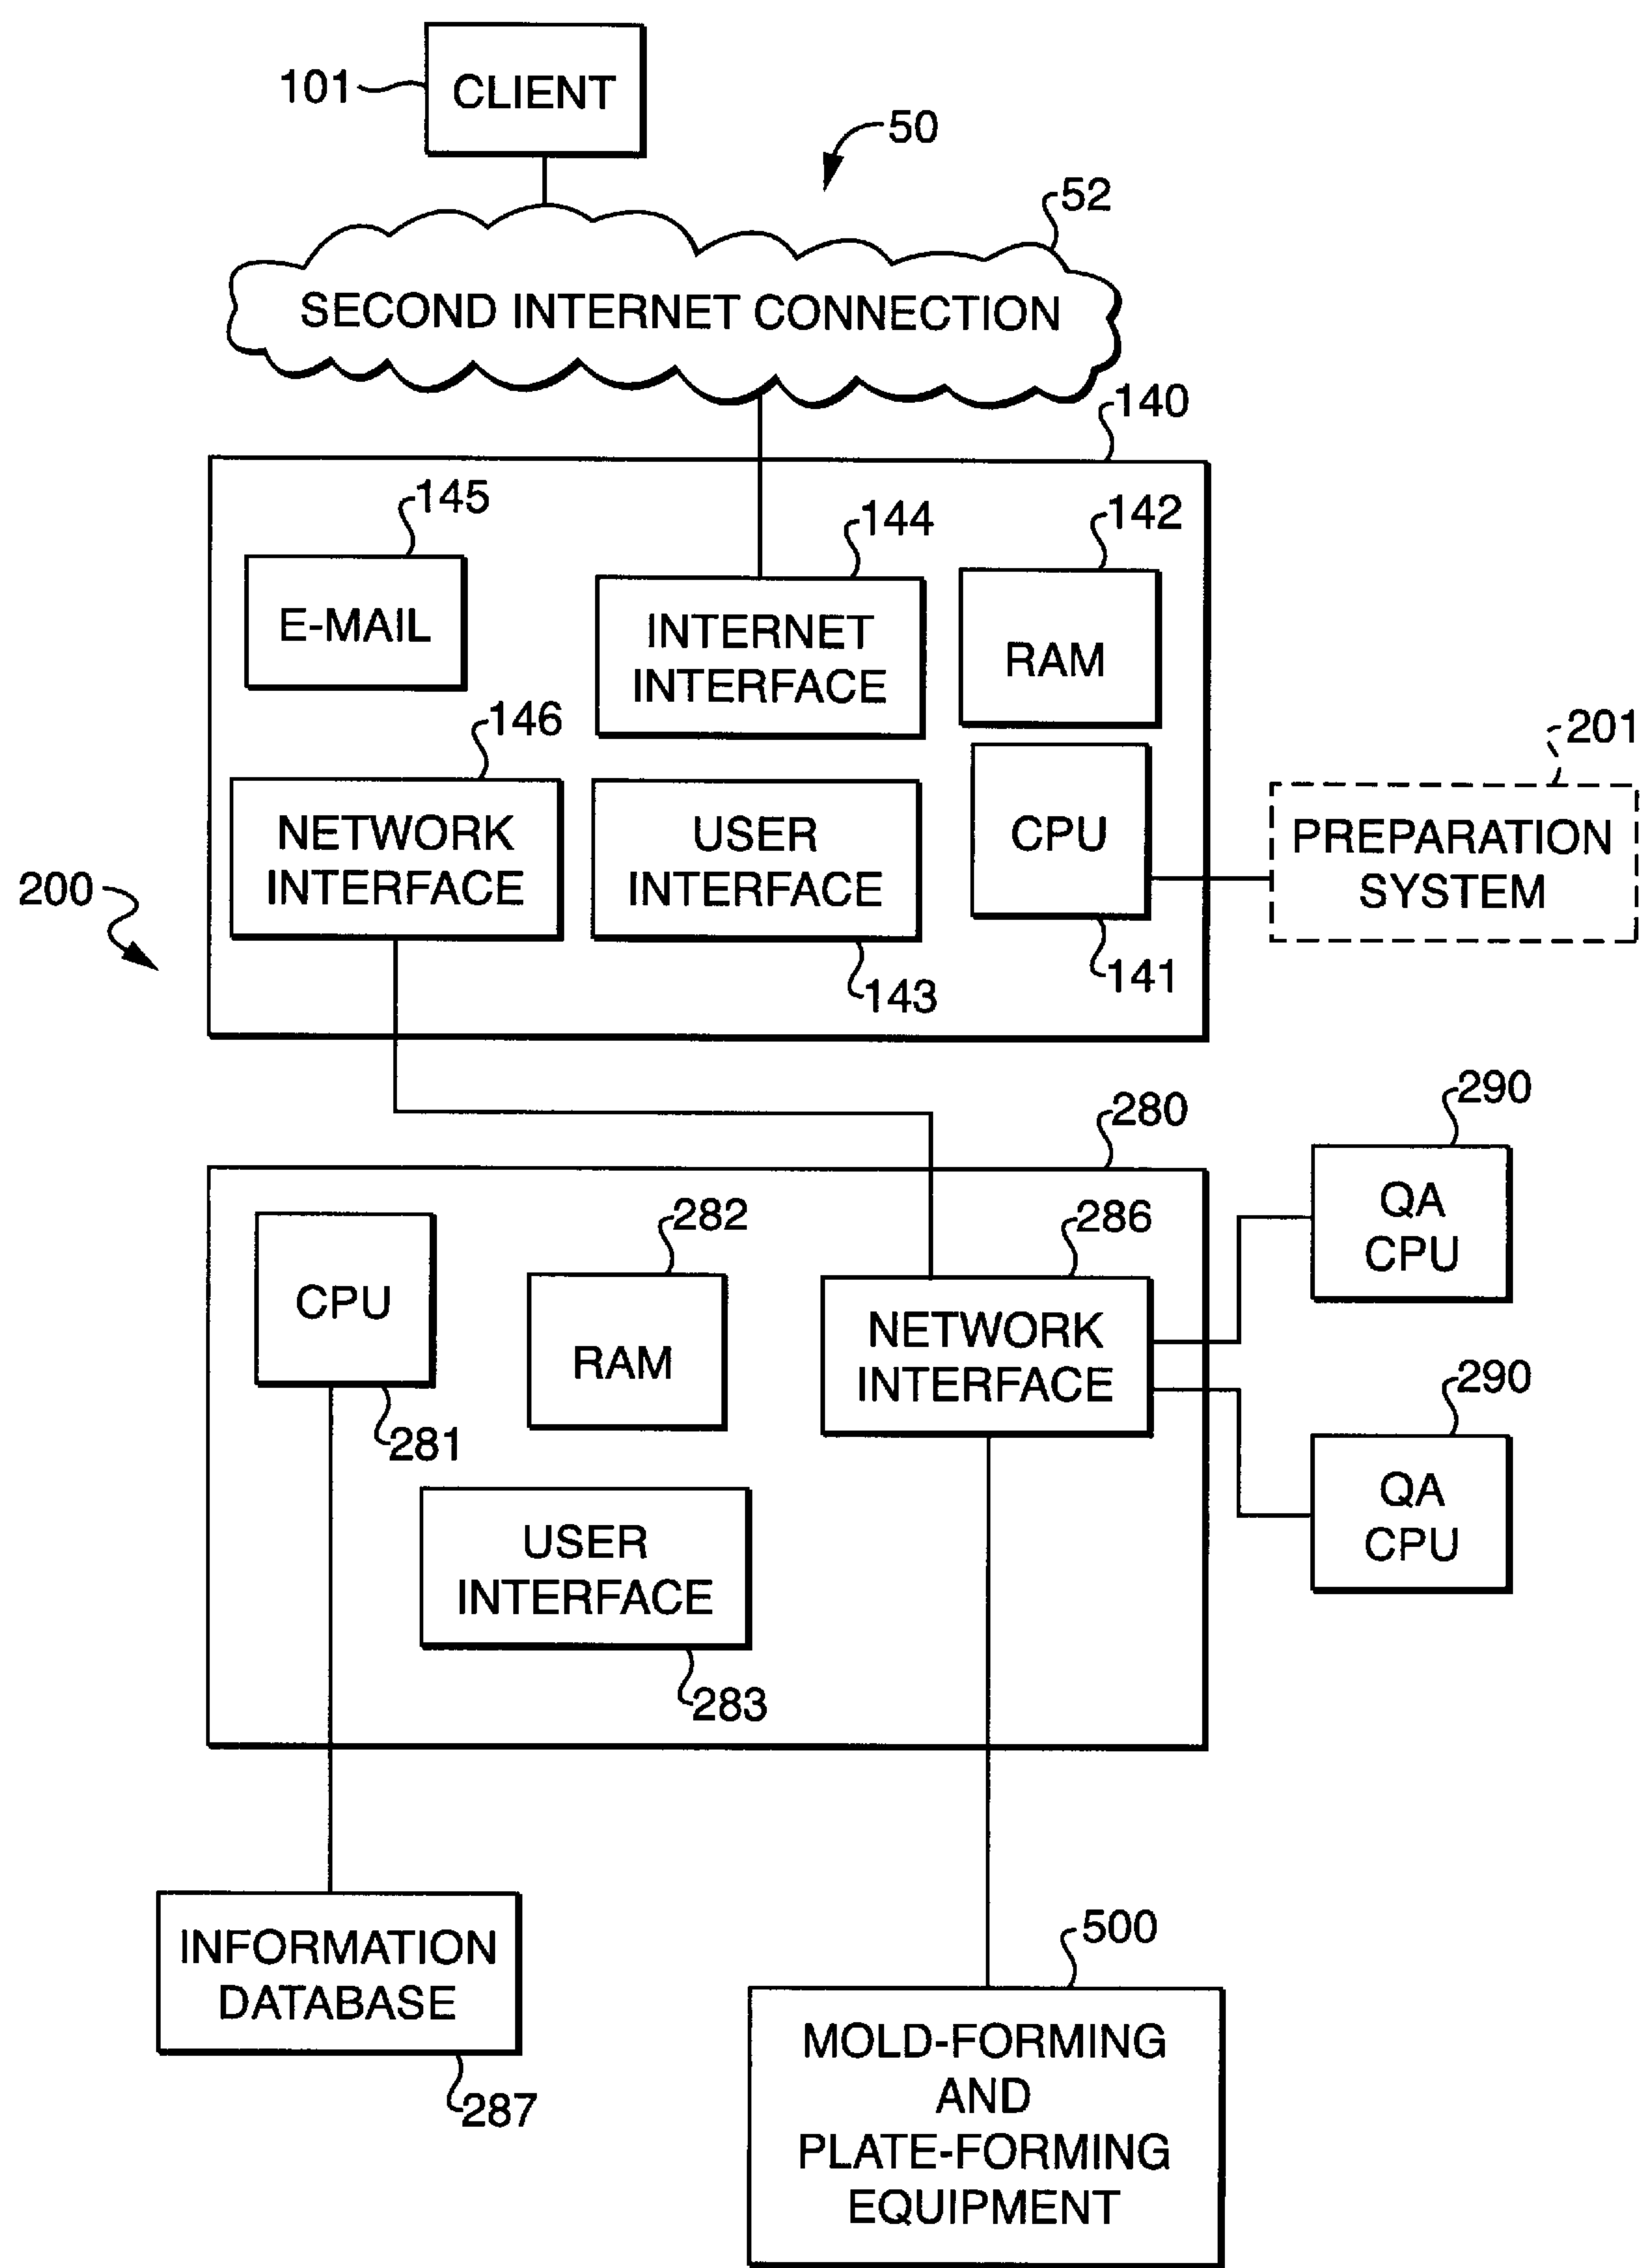 101
CLIENT
50
52
SECOND INTERNET CONNECTION
140
145
144
142
E-MAIL
INTERNET
INTERFACE
RAM
146
201
NETWORK
INTERFACE
USER
INTERFACE
CPU
PREPARATION
SYSTEM
200
143
141
280
290
282
286
QA
CPU
CPU
RAM
NETWORK
INTERFACE
281
290
QA
CPU
USER
INTERFACE
283
INFORMATION
DATABASE
287
500
MOLD-FORMING
AND
PLATE-FORMING
EQUIPMENT